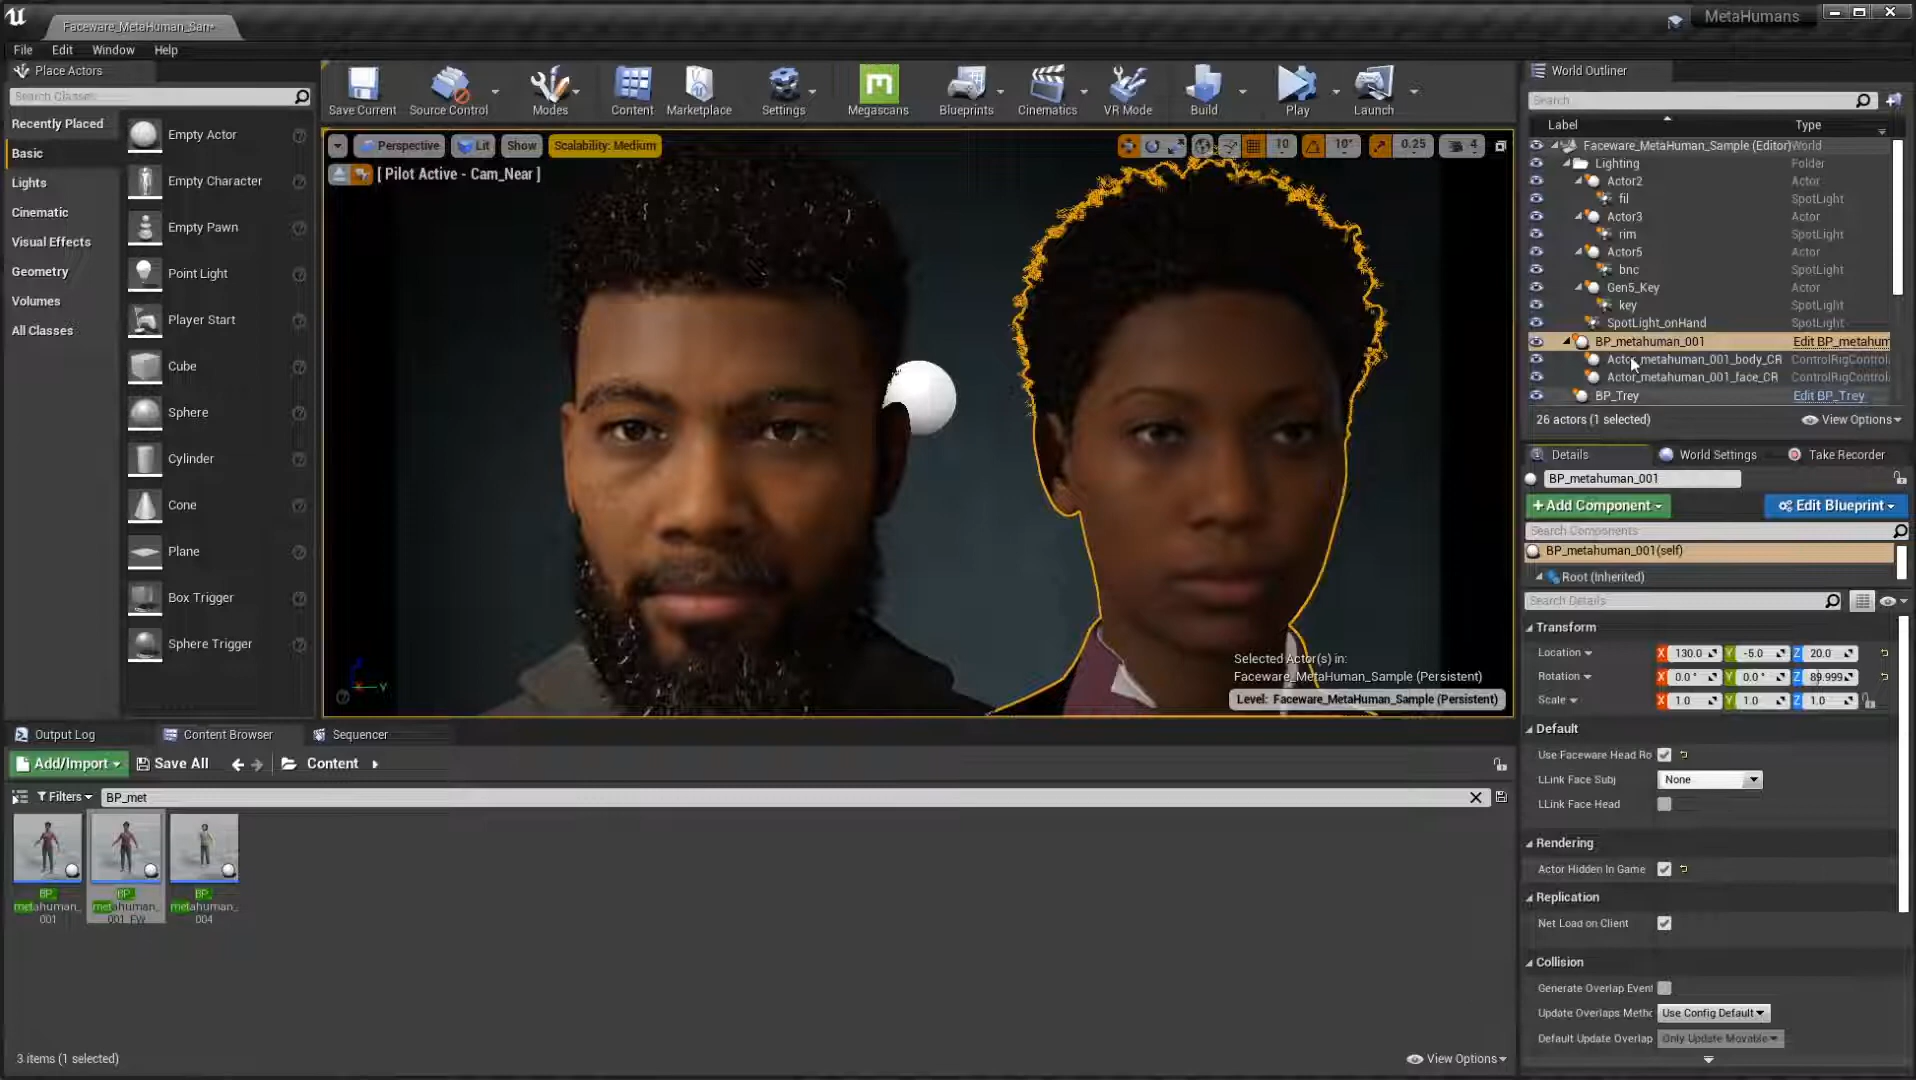 Faceware_MetaHuman_San*
MetaHumans
File Edit Window Help
Place Actors
Search Classes
Recently Placed
Basic
Lights
Cinematic
Visual Effects
Geometry
Volumes
All Classes
Empty Actor
Empty Character
Empty Pawn
Point Light
Player Start
Cube
Sphere
Cylinder
Cone
Plane
Box Trigger
Sphere Trigger
Save Current
Source Control
Modes
Content
Marketplace
Settings
Megascans
Blueprints
Cinematics
VR Mode
Build
Play
Launch
Perspective
Lit
Show
Scalability: Medium
10
10°
0.25
4
[ Pilot Active - Cam_Near ]
Selected Actor(s) in:
Faceware_MetaHuman_Sample (Persistent)
Level: Faceware_MetaHuman_Sample (Persistent)
World Outliner
Search
Label Type
Faceware_MetaHuman_Sample (Editor) World
Lighting Folder
Actor2 Actor
fil SpotLight
Actor3 Actor
rim SpotLight
Actor5 Actor
bnc SpotLight
Gen5_Key Actor
key SpotLight
SpotLight_onHand SpotLight
BP_metahuman_001 Edit BP_metahum
Actor_metahuman_001_body_CR ControlRigControl
Actor_metahuman_001_face_CR ControlRigControl
BP_Trey Edit BP_Trey
26 actors (1 selected)
View Options
Details World Settings Take Recorder
BP_metahuman_001
+Add Component
Edit Blueprint
Search Components
BP_metahuman_001(self)
Root (Inherited)
Search Details
Transform
Location X 130.0 Y -5.0 Z 20.0
Rotation X 0.0° Y 0.0° Z 89.999
Scale X 1.0 Y 1.0 Z 1.0
Default
Use Faceware Head Ro
LLink Face Subj None
LLink Face Head
Rendering
Actor Hidden In Game
Replication
Net Load on Client
Collision
Generate Overlap Event
Update Overlaps Metho Use Config Default
Default Update Overlap Only Update Movable
Output Log
Content Browser
Sequencer
Add/Import
Save All
Content
Filters
BP_met
BP_
metahuman_
001
BP_
metahuman_
001_FW
BP_
metahuman_
004
3 items (1 selected)
View Options